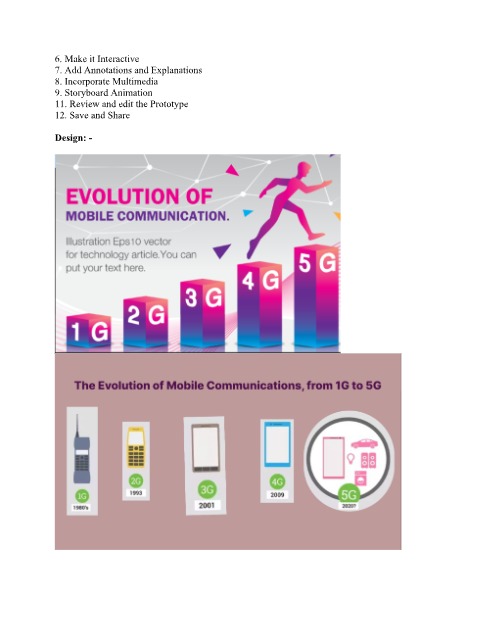 6. Make it Interactive
7. Add Annotations and Explanations
8. Incorporate Multimedia
9. Storyboard Animation
11. Review and edit the Prototype
12. Save and Share
Design: -
EVOLUTION OF
MOBILE COMMUNICATION.
Illustration Eps10 vector
for technology article.You can
put your text here.
1 G
2 G
3 G
4 G
5 G
The Evolution of Mobile Communications, from 1G to 5G
1G
1980's
2G
1993
3G
2001
4G
2009
5G
2020?